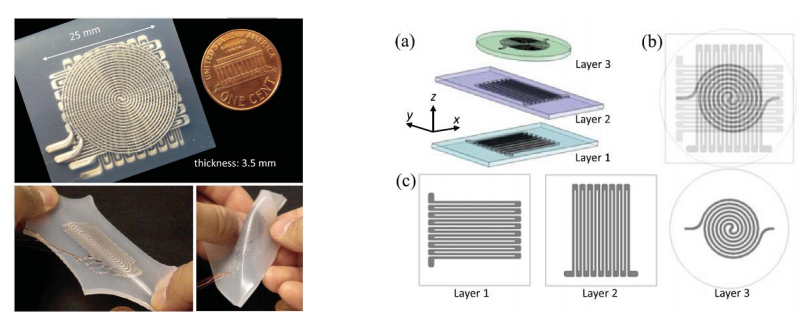 25 mm
UNITED STATES OF AMERICA
ONE CENT
thickness: 3.5 mm
(a)
Layer 3
Layer 2
Layer 1
z
y
x
(b)
(c)
Layer 1
Layer 2
Layer 3